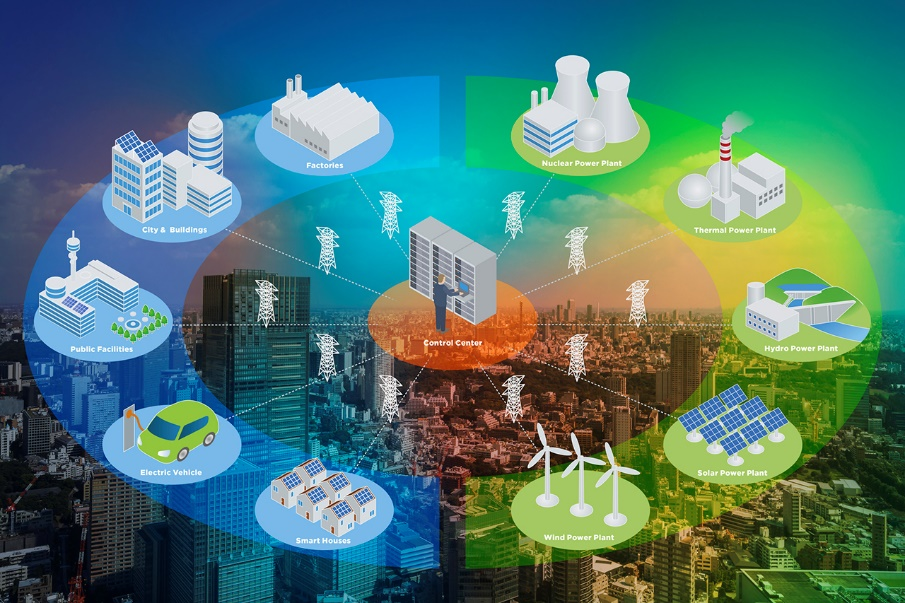 Factories
Nuclear Power Plant
City & Buildings
Thermal Power Plant
Control Center
Public Facilities
Hydro Power Plant
Electric Vehicle
Solar Power Plant
Smart Houses
Wind Power Plant